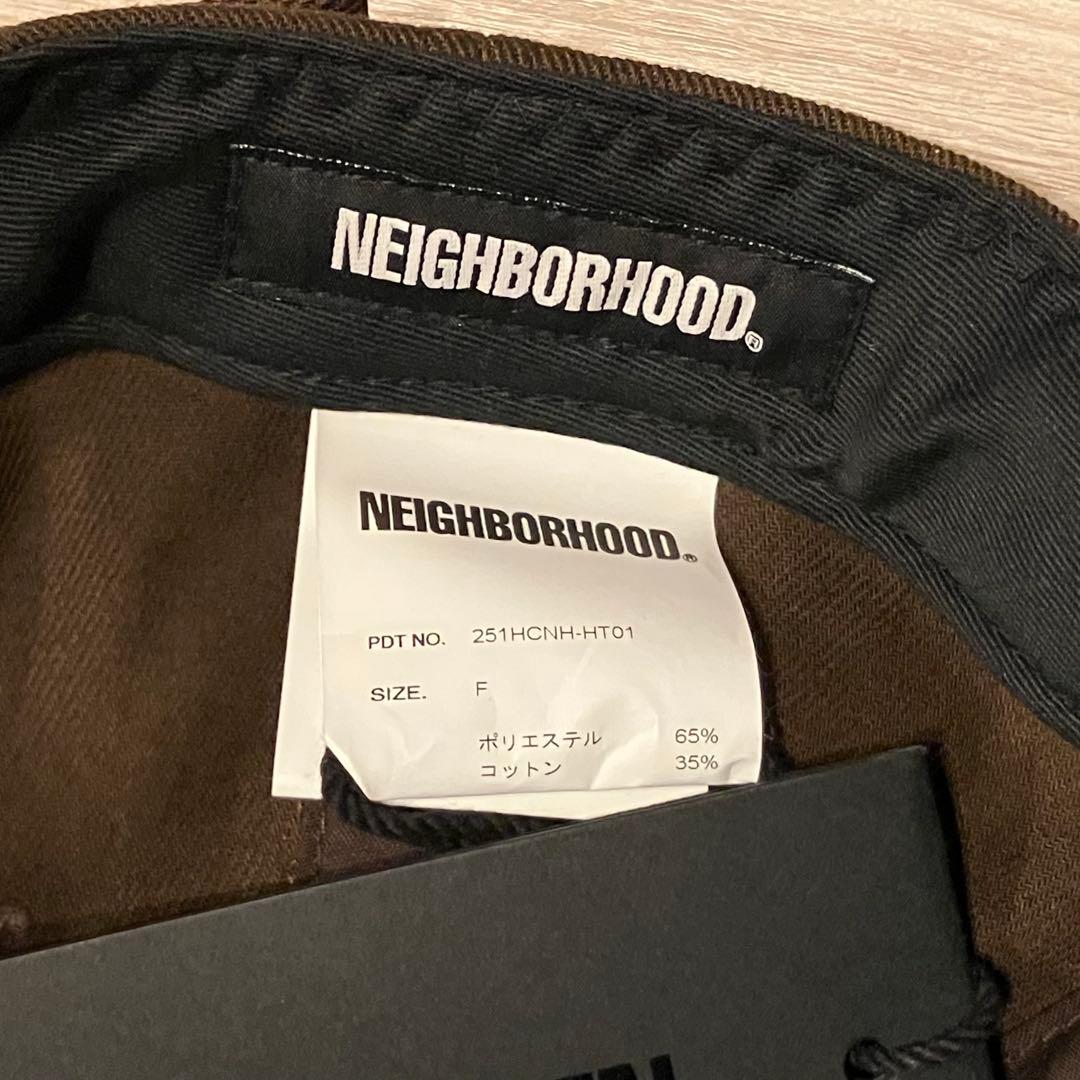 NEIGHBORHOOD®
NEIGHBORHOOD®
PDT NO. 251HCNH-HT01
SIZE. F
ポリエステル 65%
コットン 35%